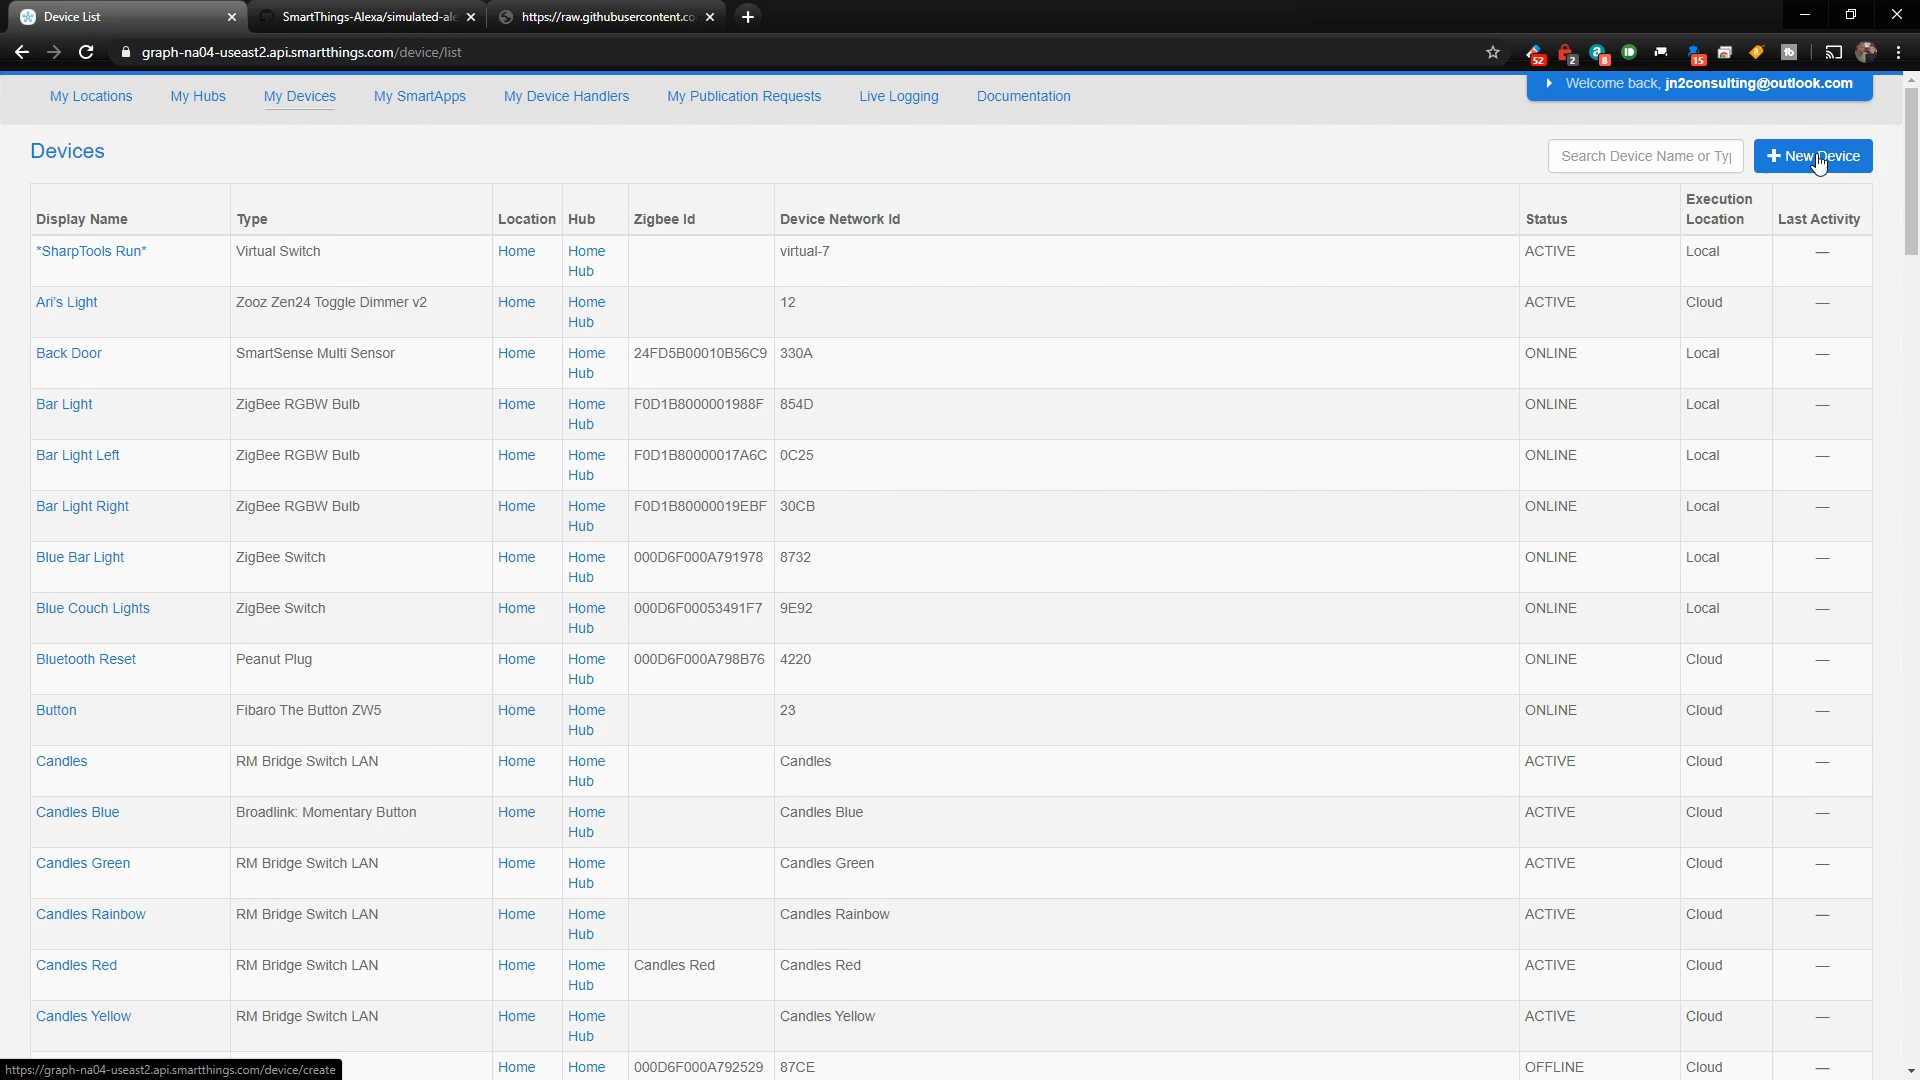 Device List
SmartThings-Alexa/simulated-ale
https://raw.githubusercontent.co
graph-na04-useast2.api.smartthings.com/device/list
52
2
8
15
My Locations
My Hubs
My Devices
My SmartApps
My Device Handlers
My Publication Requests
Live Logging
Documentation
Welcome back, jn2consulting@outlook.com
Devices
Search Device Name or Typ
New Device
Display Name Type Location Hub Zigbee Id Device Network Id Status Execution Location Last Activity
*SharpTools Run* Virtual Switch Home Home Hub virtual-7 ACTIVE Local —
Ari's Light Zooz Zen24 Toggle Dimmer v2 Home Home Hub 12 ACTIVE Cloud —
Back Door SmartSense Multi Sensor Home Home Hub 24FD5B00010B56C9 330A ONLINE Local —
Bar Light ZigBee RGBW Bulb Home Home Hub F0D1B8000001988F 854D ONLINE Local —
Bar Light Left ZigBee RGBW Bulb Home Home Hub F0D1B80000017A6C 0C25 ONLINE Local —
Bar Light Right ZigBee RGBW Bulb Home Home Hub F0D1B80000019EBF 30CB ONLINE Local —
Blue Bar Light ZigBee Switch Home Home Hub 000D6F000A791978 8732 ONLINE Local —
Blue Couch Lights ZigBee Switch Home Home Hub 000D6F00053491F7 9E92 ONLINE Local —
Bluetooth Reset Peanut Plug Home Home Hub 000D6F000A798B76 4220 ONLINE Cloud —
Button Fibaro The Button ZW5 Home Home Hub 23 ONLINE Cloud —
Candles RM Bridge Switch LAN Home Home Hub Candles ACTIVE Cloud —
Candles Blue Broadlink: Momentary Button Home Home Hub Candles Blue ACTIVE Cloud —
Candles Green RM Bridge Switch LAN Home Home Hub Candles Green ACTIVE Cloud —
Candles Rainbow RM Bridge Switch LAN Home Home Hub Candles Rainbow ACTIVE Cloud —
Candles Red RM Bridge Switch LAN Home Home Hub Candles Red Candles Red ACTIVE Cloud —
Candles Yellow RM Bridge Switch LAN Home Home Hub Candles Yellow ACTIVE Cloud —
Home Home 000D6F000A792529 87CE OFFLINE Cloud —
https://graph-na04-useast2.api.smartthings.com/device/create